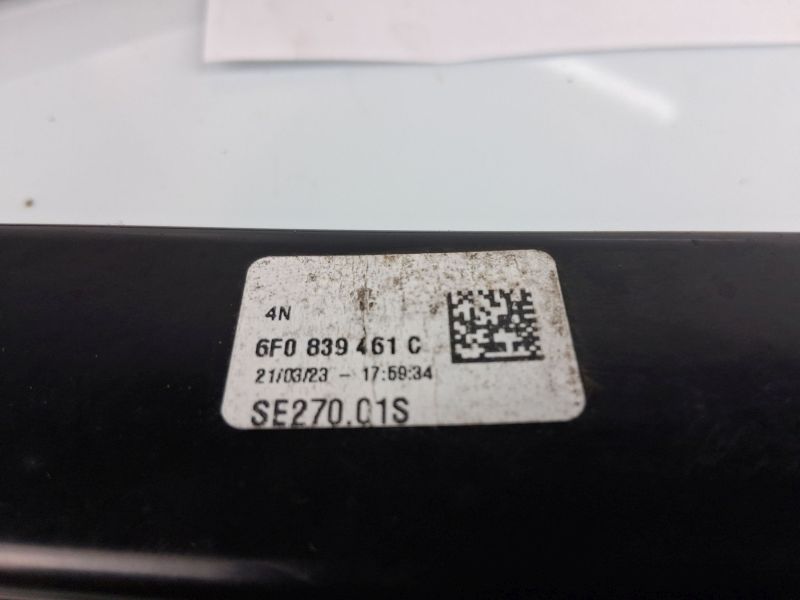 4N
6F0 839 461 C
21/03/23 - 17:59:34
SE270.01S